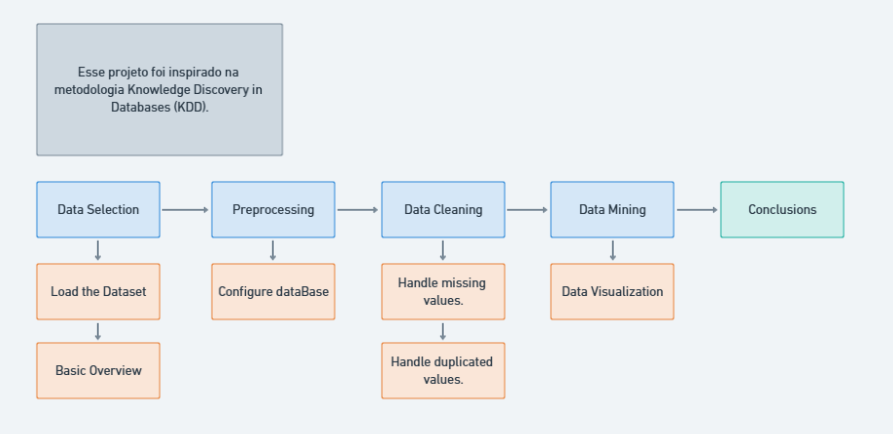 Esse projeto foi inspirado na
metodologia Knowledge Discovery in
Databases (KDD).
Data Selection
Preprocessing
Data Cleaning
Data Mining
Conclusions
Load the Dataset
Configure dataBase
Handle missing
values.
Data Visualization
Basic Overview
Handle duplicated
values.